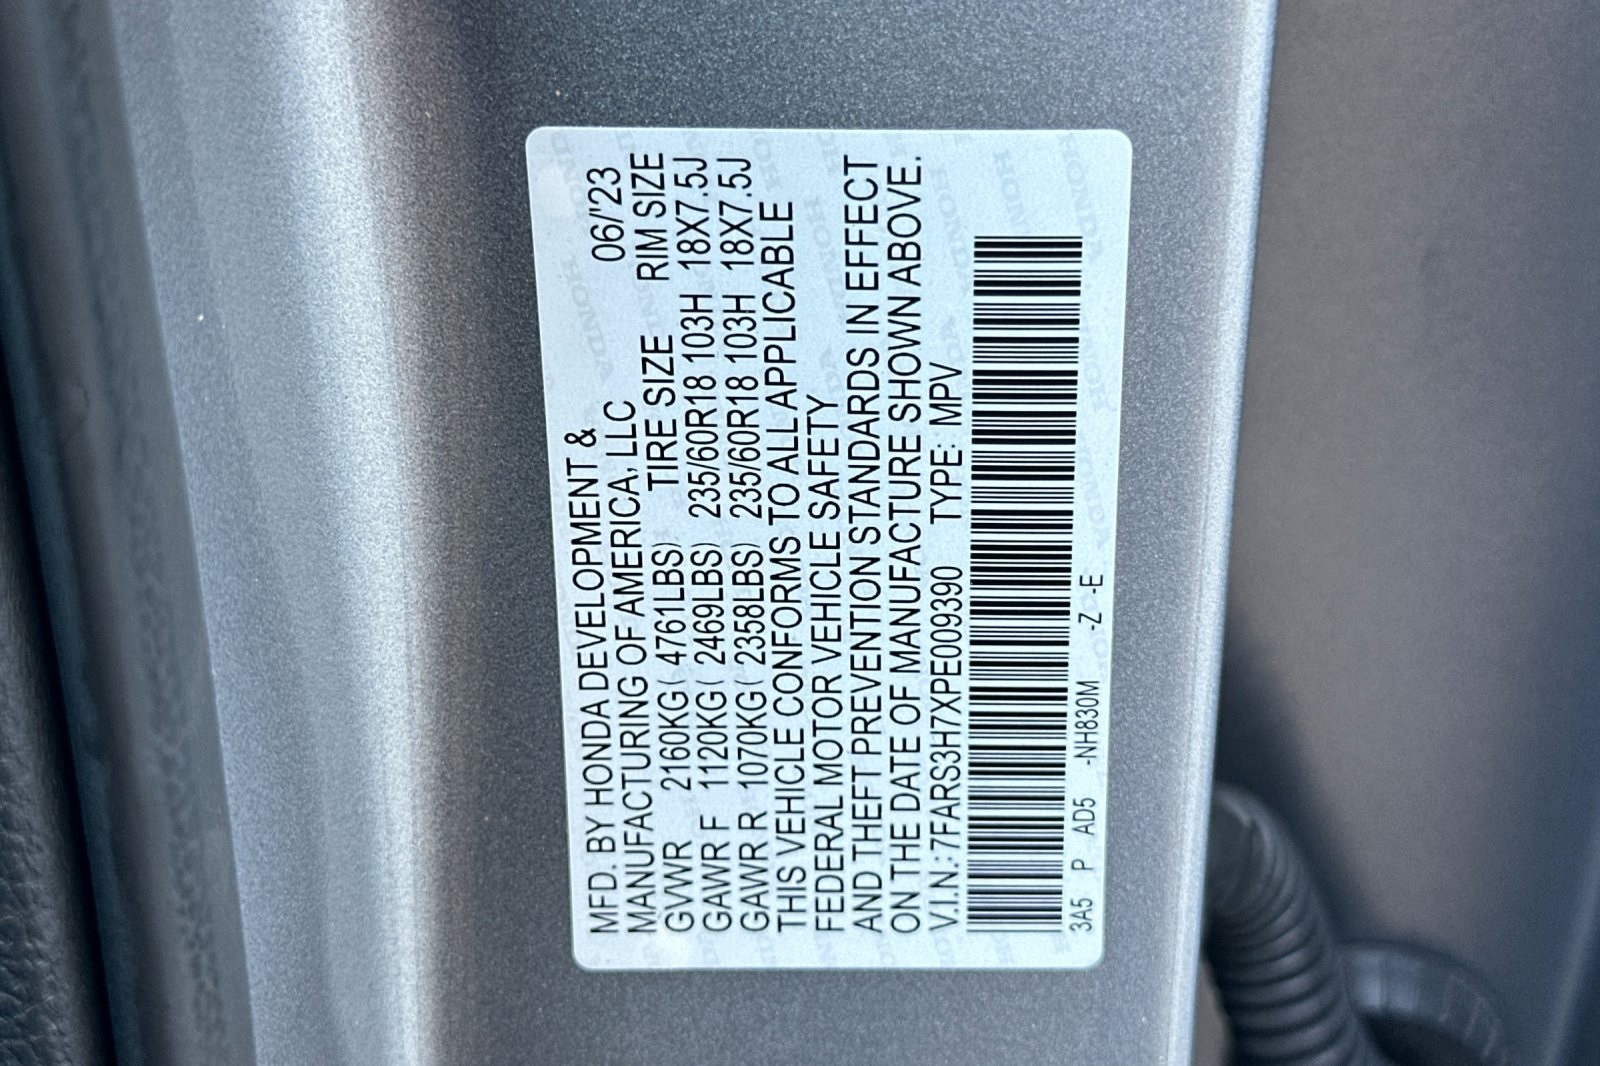 MFD. BY HONDA DEVELOPMENT & 06/'23
MANUFACTURING OF AMERICA, LLC
TIRE SIZE RIM SIZE
GVWR 2160KG( 4761LBS)
GAWR F 1120KG( 2469LBS) 235/60R18 103H 18X7.5J
GAWR R 1070KG( 2358LBS) 235/60R18 103H 18X7.5J
THIS VEHICLE CONFORMS TO ALL APPLICABLE
FEDERAL MOTOR VEHICLE SAFETY
AND THEFT PREVENTION STANDARDS IN EFFECT
ON THE DATE OF MANUFACTURE SHOWN ABOVE.
V.I.N.:7FARS3H7XPE009390 TYPE: MPV
3A5 P AD5 -NH830M -Z -E
HONDA